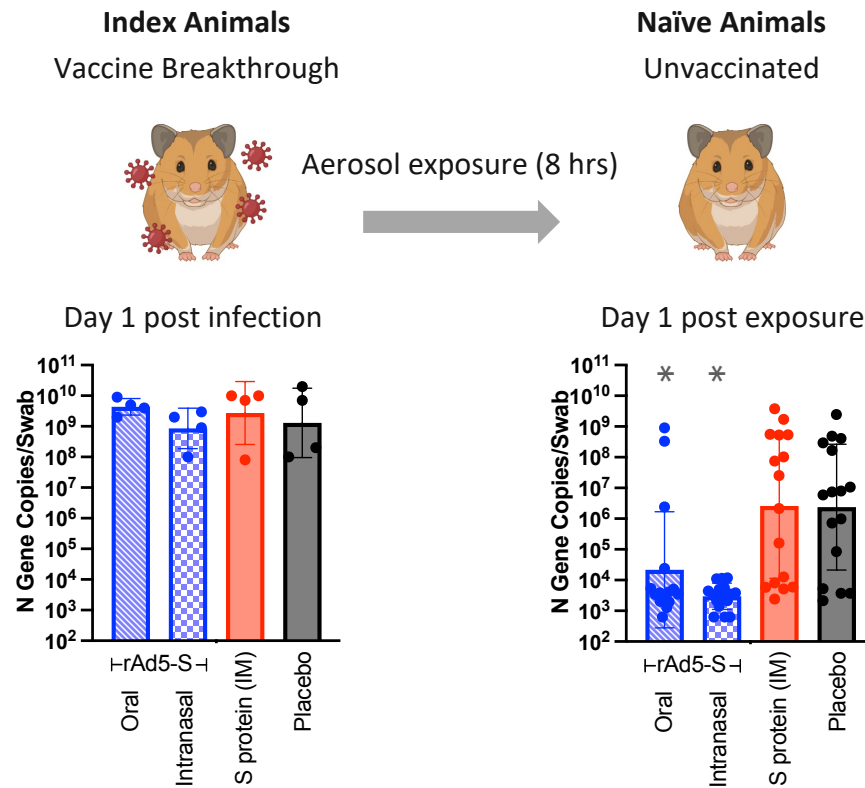 Index Animals
Vaccine Breakthrough
Naïve Animals
Unvaccinated
Aerosol exposure (8 hrs)
Day 1 post infection
N Gene Copies/Swab
10¹¹
10¹⁰
10⁹
10⁸
10⁷
10⁶
10⁵
10⁴
10³
10²
⊢rAd5-S⊣
Oral
Intranasal
S protein (IM)
Placebo
Day 1 post exposure
N Gene Copies/Swab
10¹¹
10¹⁰
10⁹
10⁸
10⁷
10⁶
10⁵
10⁴
10³
10²
* *
⊢rAd5-S⊣
Oral
Intranasal
S protein (IM)
Placebo